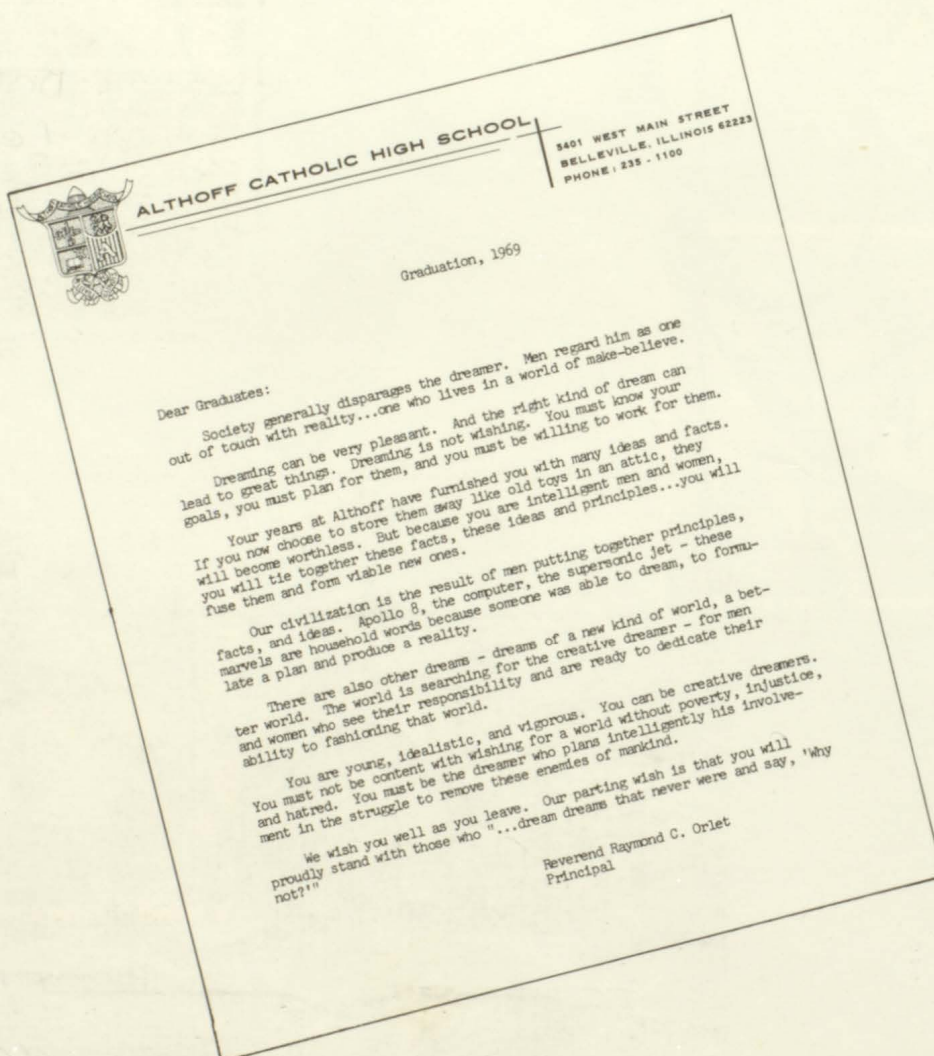 ALTHOFF CATHOLIC HIGH SCHOOL
5401 WEST MAIN STREET
BELLEVILLE, ILLINOIS 62223
PHONE: 235 - 1100
Graduation, 1969
Dear Graduates:
Society generally disparages the dreamer. Men regard him as one
out of touch with reality...one who lives in a world of make-believe.
Dreaming can be very pleasant. And the right kind of dream can
lead to great things. Dreaming is not wishing. You must know your
goals, you must plan for them, and you must be willing to work for them.
Your years at Althoff have furnished you with many ideas and facts.
If you now choose to store them away like old toys in an attic, they
will become worthless. But because you are intelligent men and women,
you will tie together these facts, these ideas and principles...you will
fuse them and form viable new ones.
Our civilization is the result of men putting together principles,
facts, and ideas. Apollo 8, the computer, the supersonic jet - these
marvels are household words because someone was able to dream, to formu-
late a plan and produce a reality.
There are also other dreams - dreams of a new kind of world, a bet-
ter world. The world is searching for the creative dreamer - for men
and women who see their responsibility and are ready to dedicate their
ability to fashioning that world.
You are young, idealistic, and vigorous. You can be creative dreamers.
You must not be content with wishing for a world without poverty, injustice,
and hatred. You must be the dreamer who plans intelligently his involve-
ment in the struggle to remove these enemies of mankind.
We wish you well as you leave. Our parting wish is that you will
proudly stand with those who "...dream dreams that never were and say, 'Why
not?'"
Reverend Raymond C. Orlet
Principal